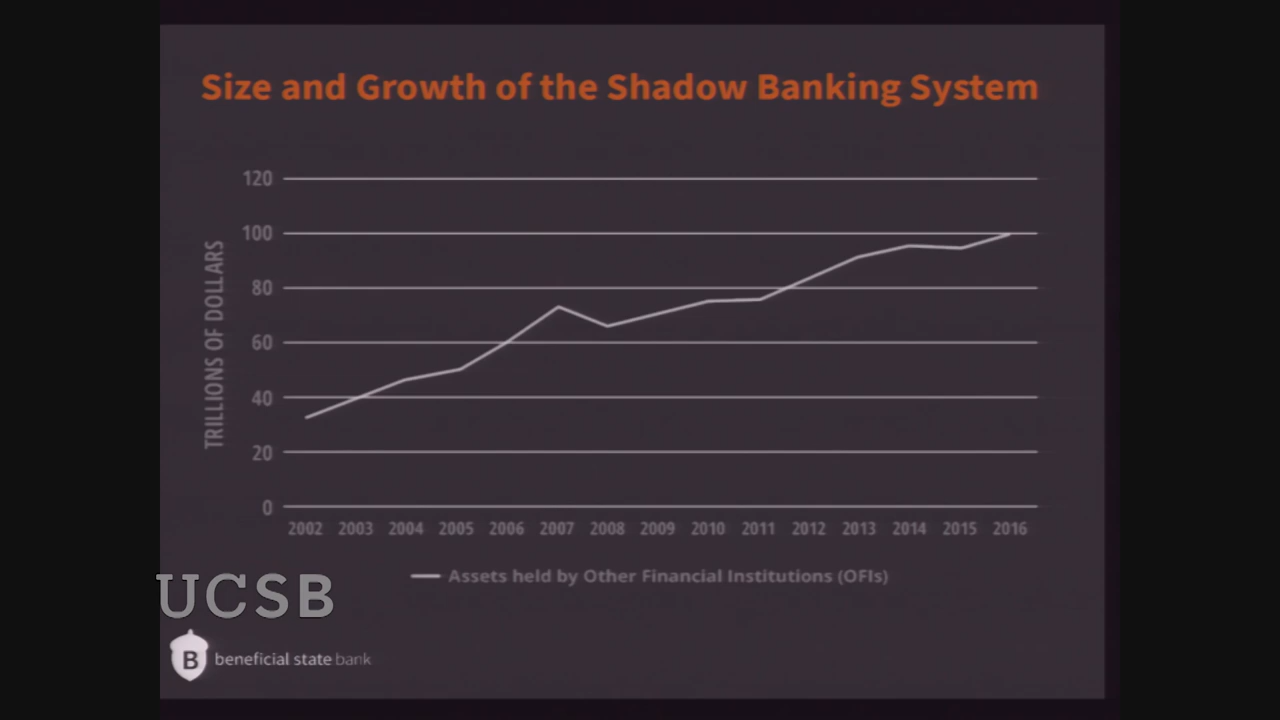 Size and Growth of the Shadow Banking System
120
100
80
60
40
20
0
TRILLIONS OF DOLLARS
2002 2003 2004 2005 2006 2007 2008 2009 2010 2011 2012 2013 2014 2015 2016
Assets held by Other Financial Institutions (OFIs)
UCSB
B beneficial state bank